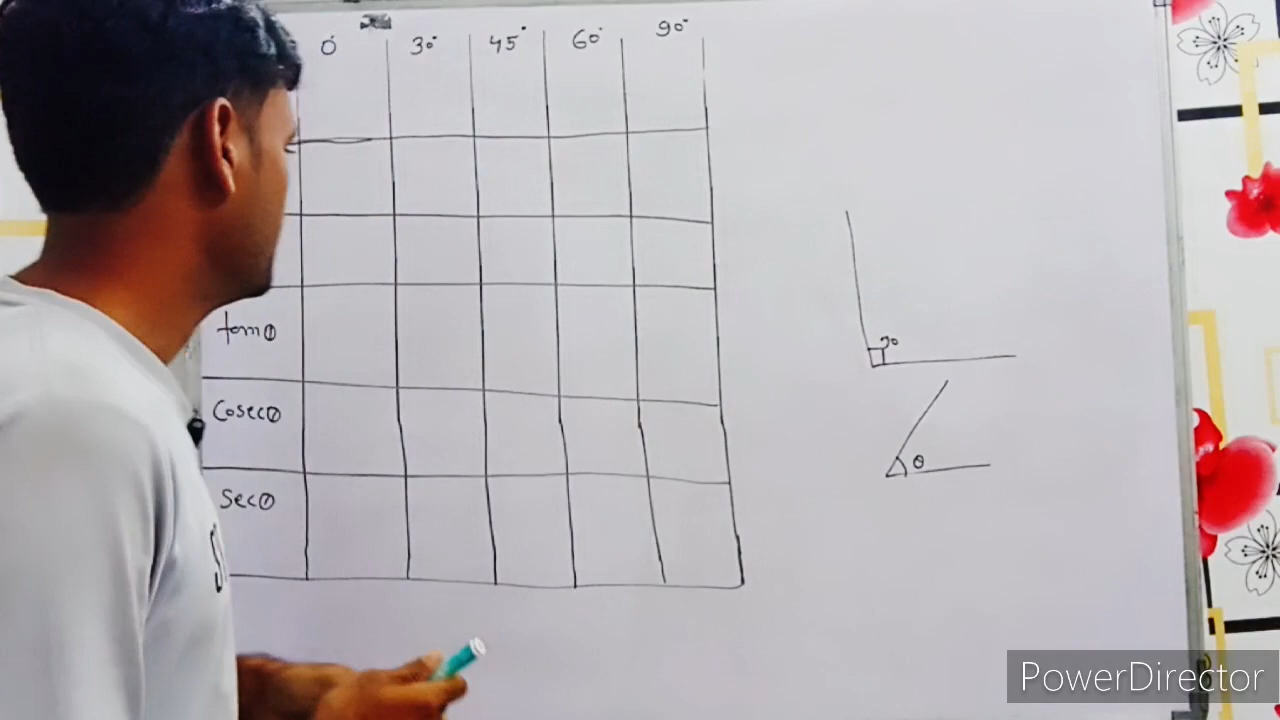 0° 30° 45° 60° 90°
tanθ
90
Cosecθ
θ
Secθ
PowerDirector